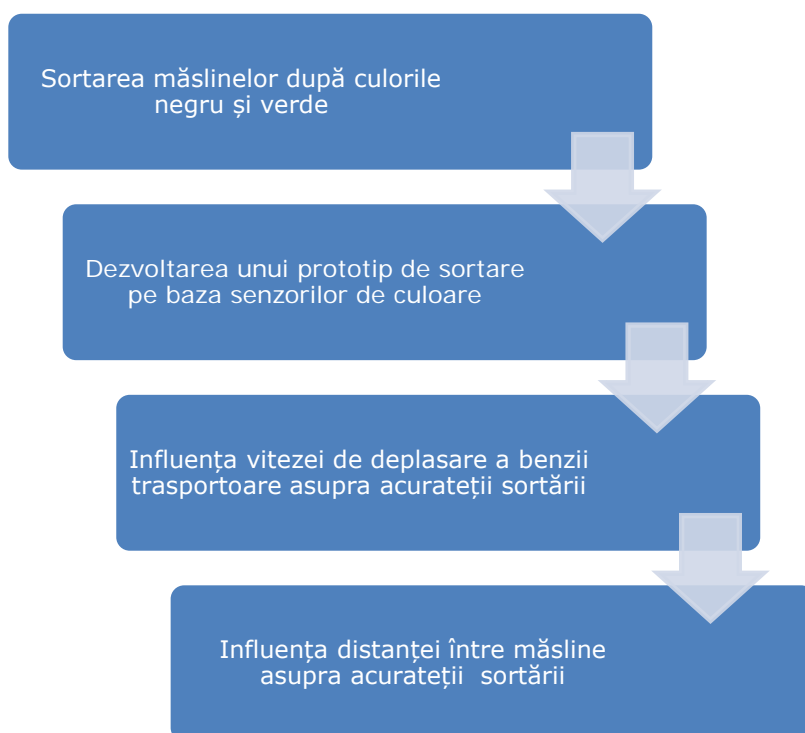 Sortarea măslinelor după culorile
negru și verde
Dezvoltarea unui prototip de sortare
pe baza senzorilor de culoare
Influența vitezei de deplasare a benzii
trasportoare asupra acurateții sortării
Influența distanței între măsline
asupra acurateții sortării